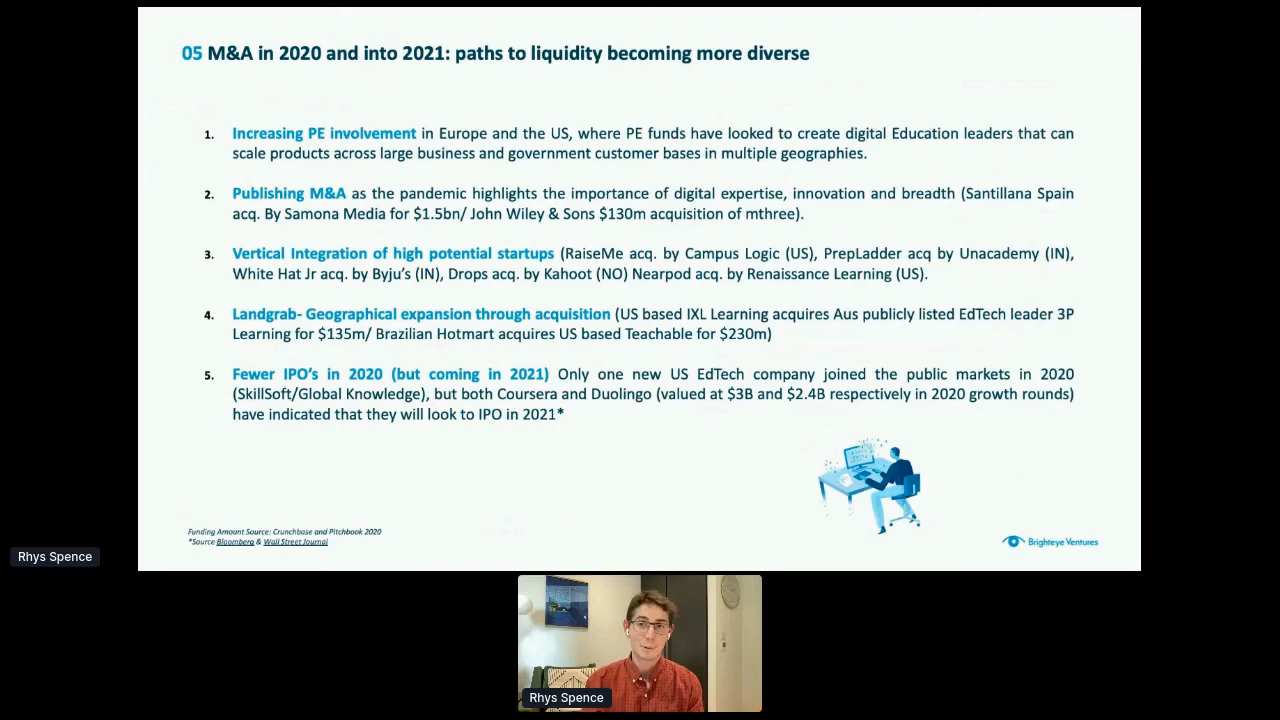 05 M&A in 2020 and into 2021: paths to liquidity becoming more diverse
1. Increasing PE involvement in Europe and the US, where PE funds have looked to create digital Education leaders that can
scale products across large business and government customer bases in multiple geographies.
2. Publishing M&A as the pandemic highlights the importance of digital expertise, innovation and breadth (Santillana Spain
acq. By Samona Media for $1.5bn/ John Wiley & Sons $130m acquisition of mthree).
3. Vertical Integration of high potential startups (RaiseMe acq. by Campus Logic (US), PrepLadder acq by Unacademy (IN),
White Hat Jr acq. by Byju's (IN), Drops acq. by Kahoot (NO) Nearpod acq. by Renaissance Learning (US).
4. Landgrab- Geographical expansion through acquisition (US based IXL Learning acquires Aus publicly listed EdTech leader 3P
Learning for $135m/ Brazilian Hotmart acquires US based Teachable for $230m)
5. Fewer IPO's in 2020 (but coming in 2021) Only one new US EdTech company joined the public markets in 2020
(SkillSoft/Global Knowledge), but both Coursera and Duolingo (valued at $3B and $2.4B respectively in 2020 growth rounds)
have indicated that they will look to IPO in 2021*
Funding Amount Source: Crunchbase and Pitchbook 2020
*Source Bloomberg & Wall Street Journal
Brighteye Ventures
Rhys Spence
Rhys Spence